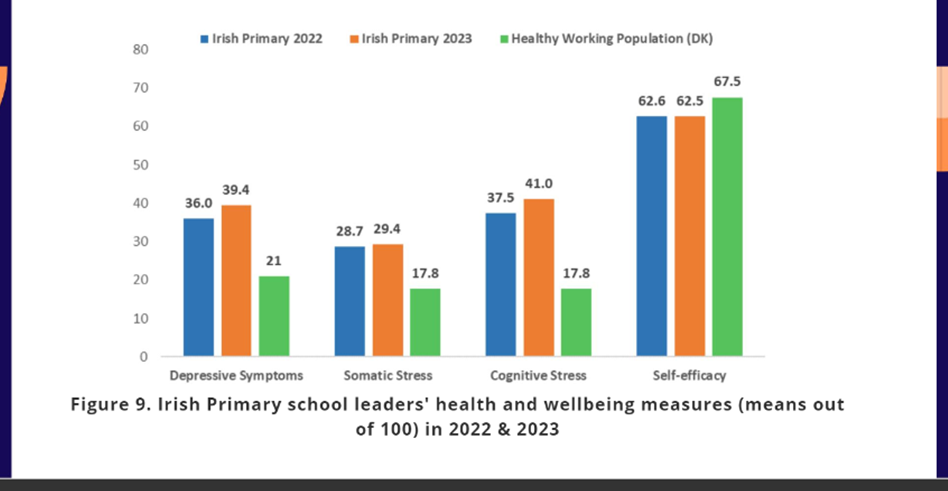 Irish Primary 2022 Irish Primary 2023 Healthy Working Population (DK)
80
70
60
50
40
30
20
10
0
36.0 39.4 21
28.7 29.4 17.8
37.5 41.0 17.8
62.6 62.5 67.5
Depressive Symptoms Somatic Stress Cognitive Stress Self-efficacy
Figure 9. Irish Primary school leaders' health and wellbeing measures (means out
of 100) in 2022 & 2023